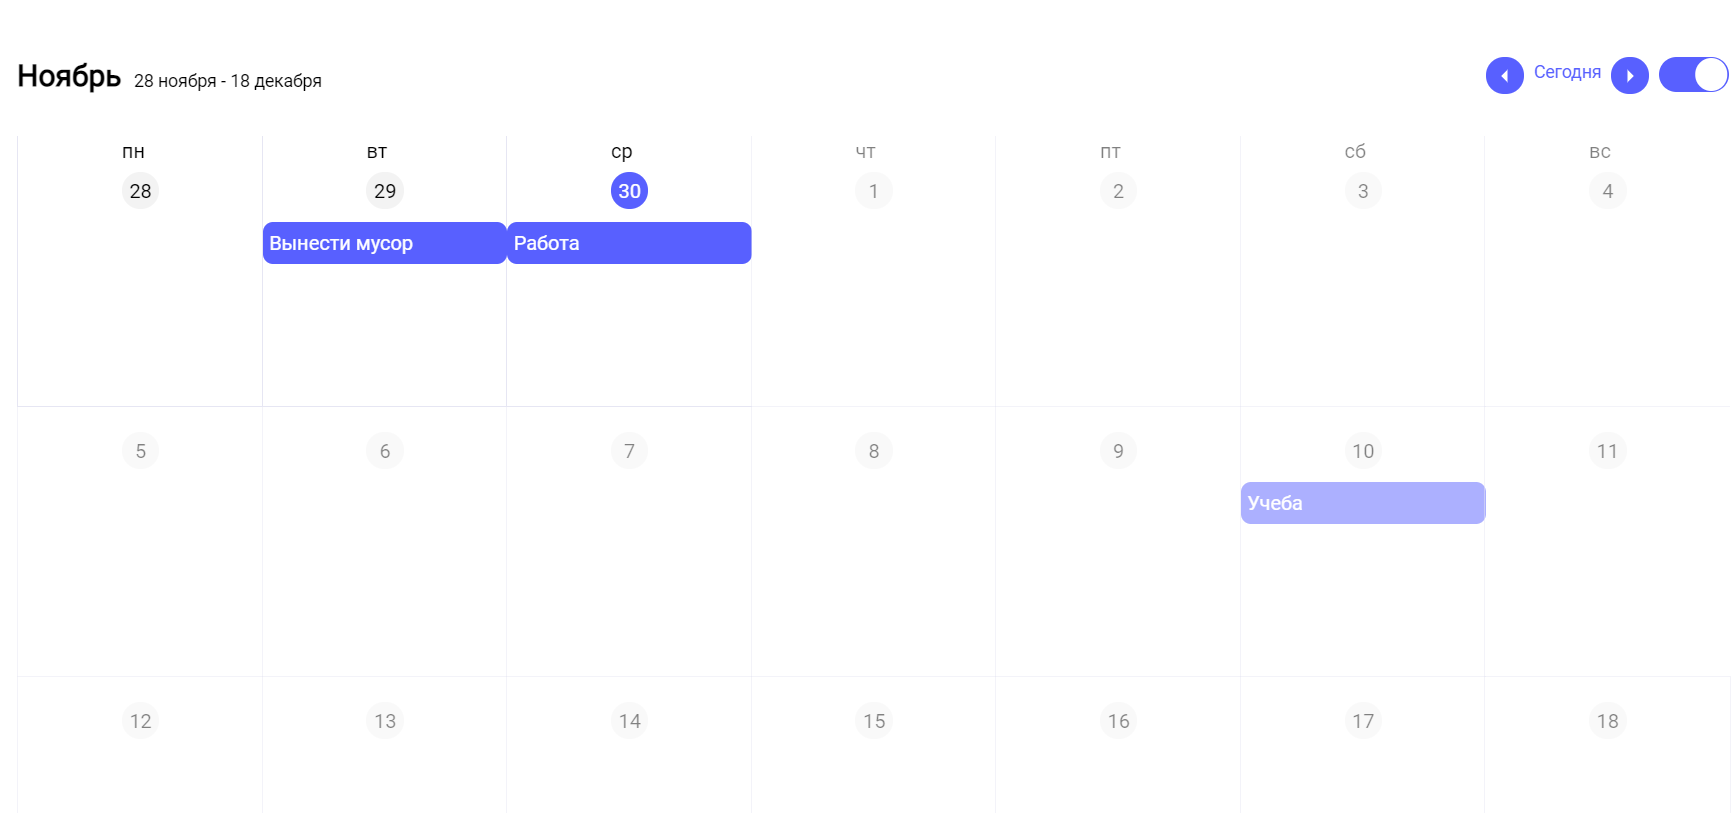 Ноябрь 28 ноября - 18 декабря
Сегодня
пн вт ср чт пт сб вс
28 29 30 1 2 3 4
Вынести мусор Работа
5 6 7 8 9 10 11
Учеба
12 13 14 15 16 17 18